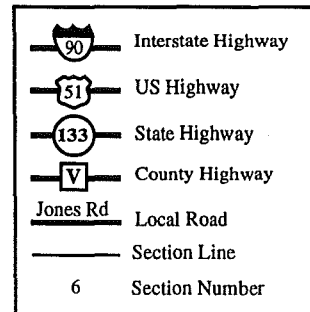 90 Interstate Highway
51 US Highway
133 State Highway
V County Highway
Jones Rd Local Road
Section Line
6 Section Number